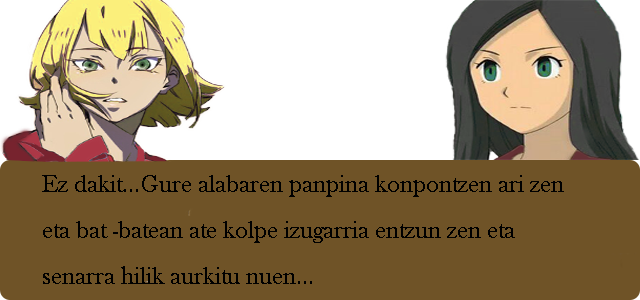 Ez dakit...Gure alabaren panpina konpontzen ari zen
eta bat -batean ate kolpe izugarria entzun zen eta
senarra hilik aurkitu nuen...